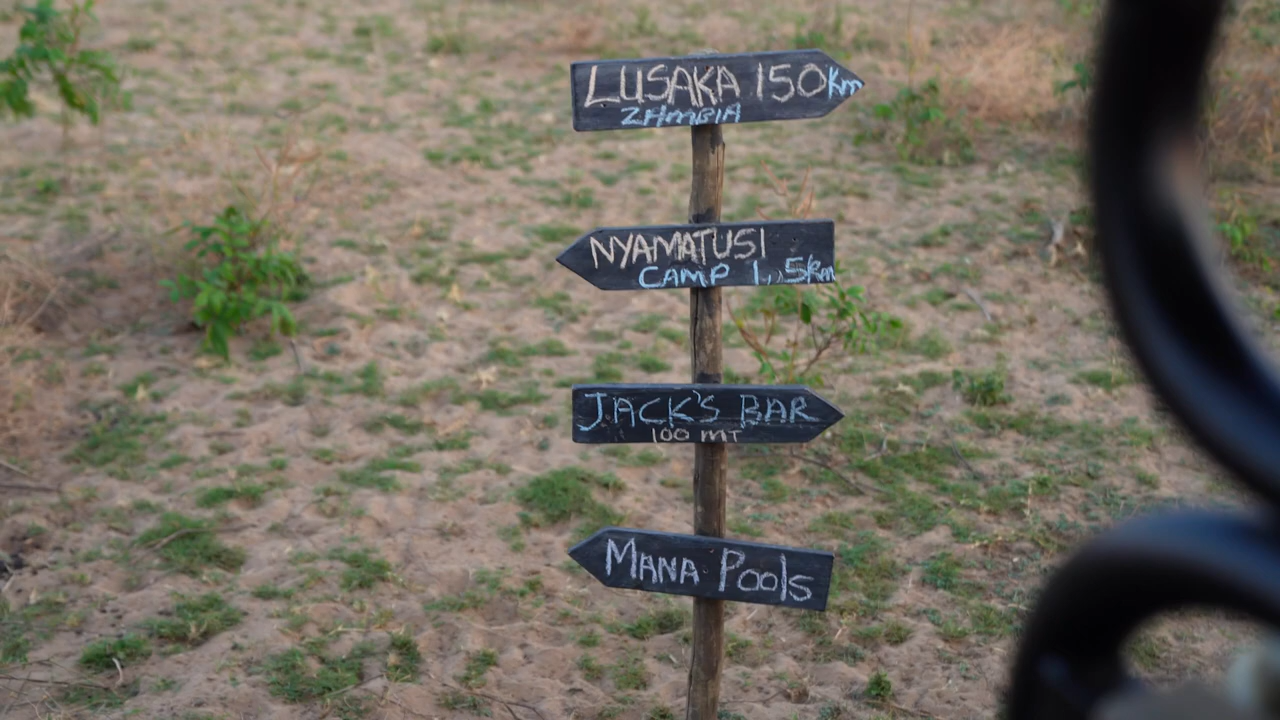 LUSAKA 150km
ZAMBIA
NYAMATUSI
CAMP 1,5km
JACK'S BAR
100 MT
MANA POOls